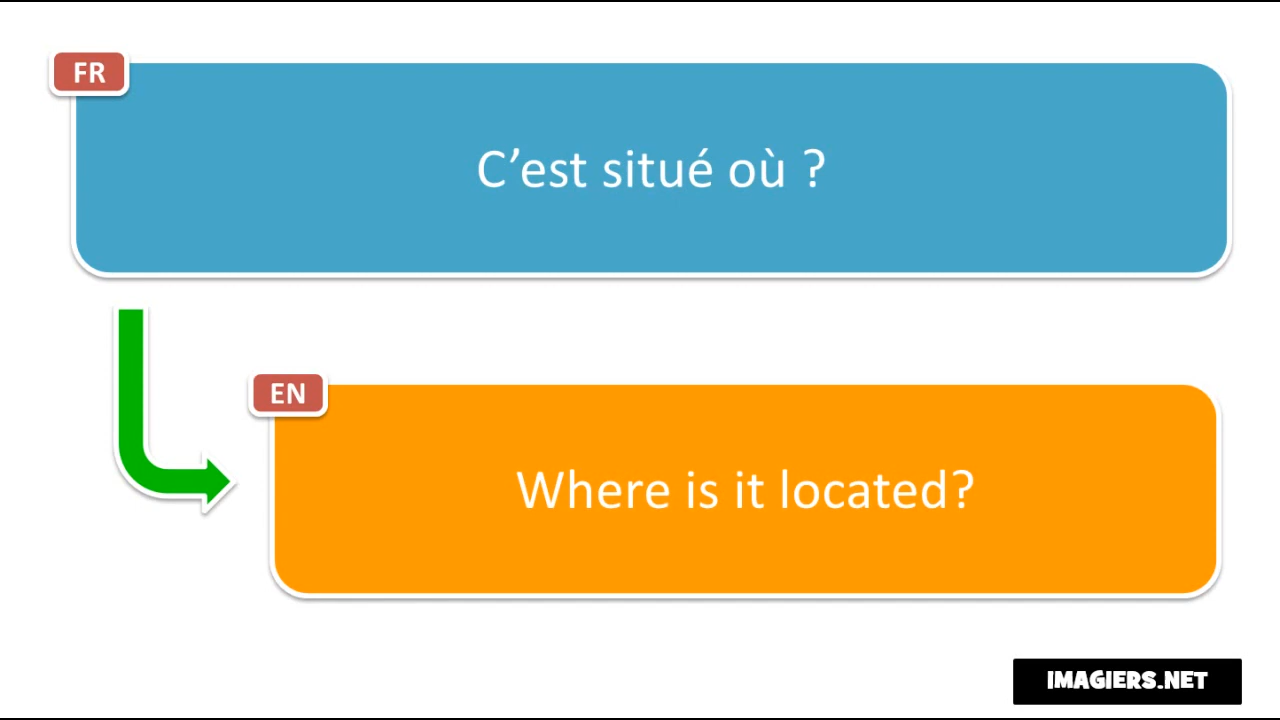 FR
C’est situé où ?
EN
Where is it located?
IMAGIERS.NET